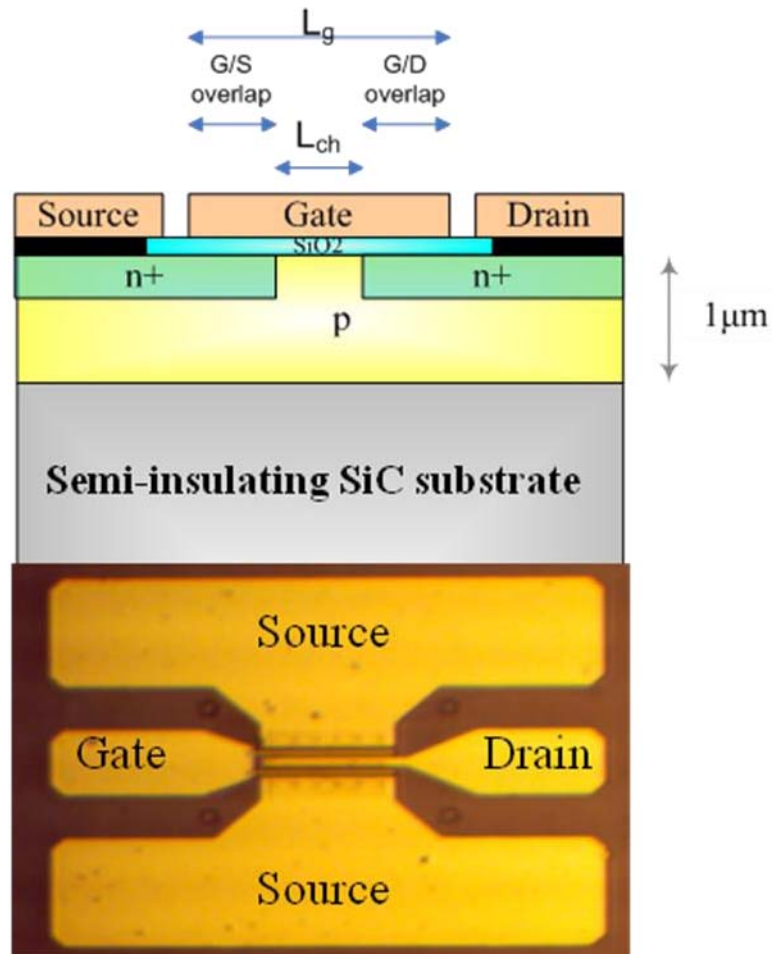 Lg
G/S
overlap
G/D
overlap
Lch
Source
Gate
Drain
SiO2
n+
n+
p
1μm
Semi-insulating SiC substrate
Source
Gate
Drain
Source